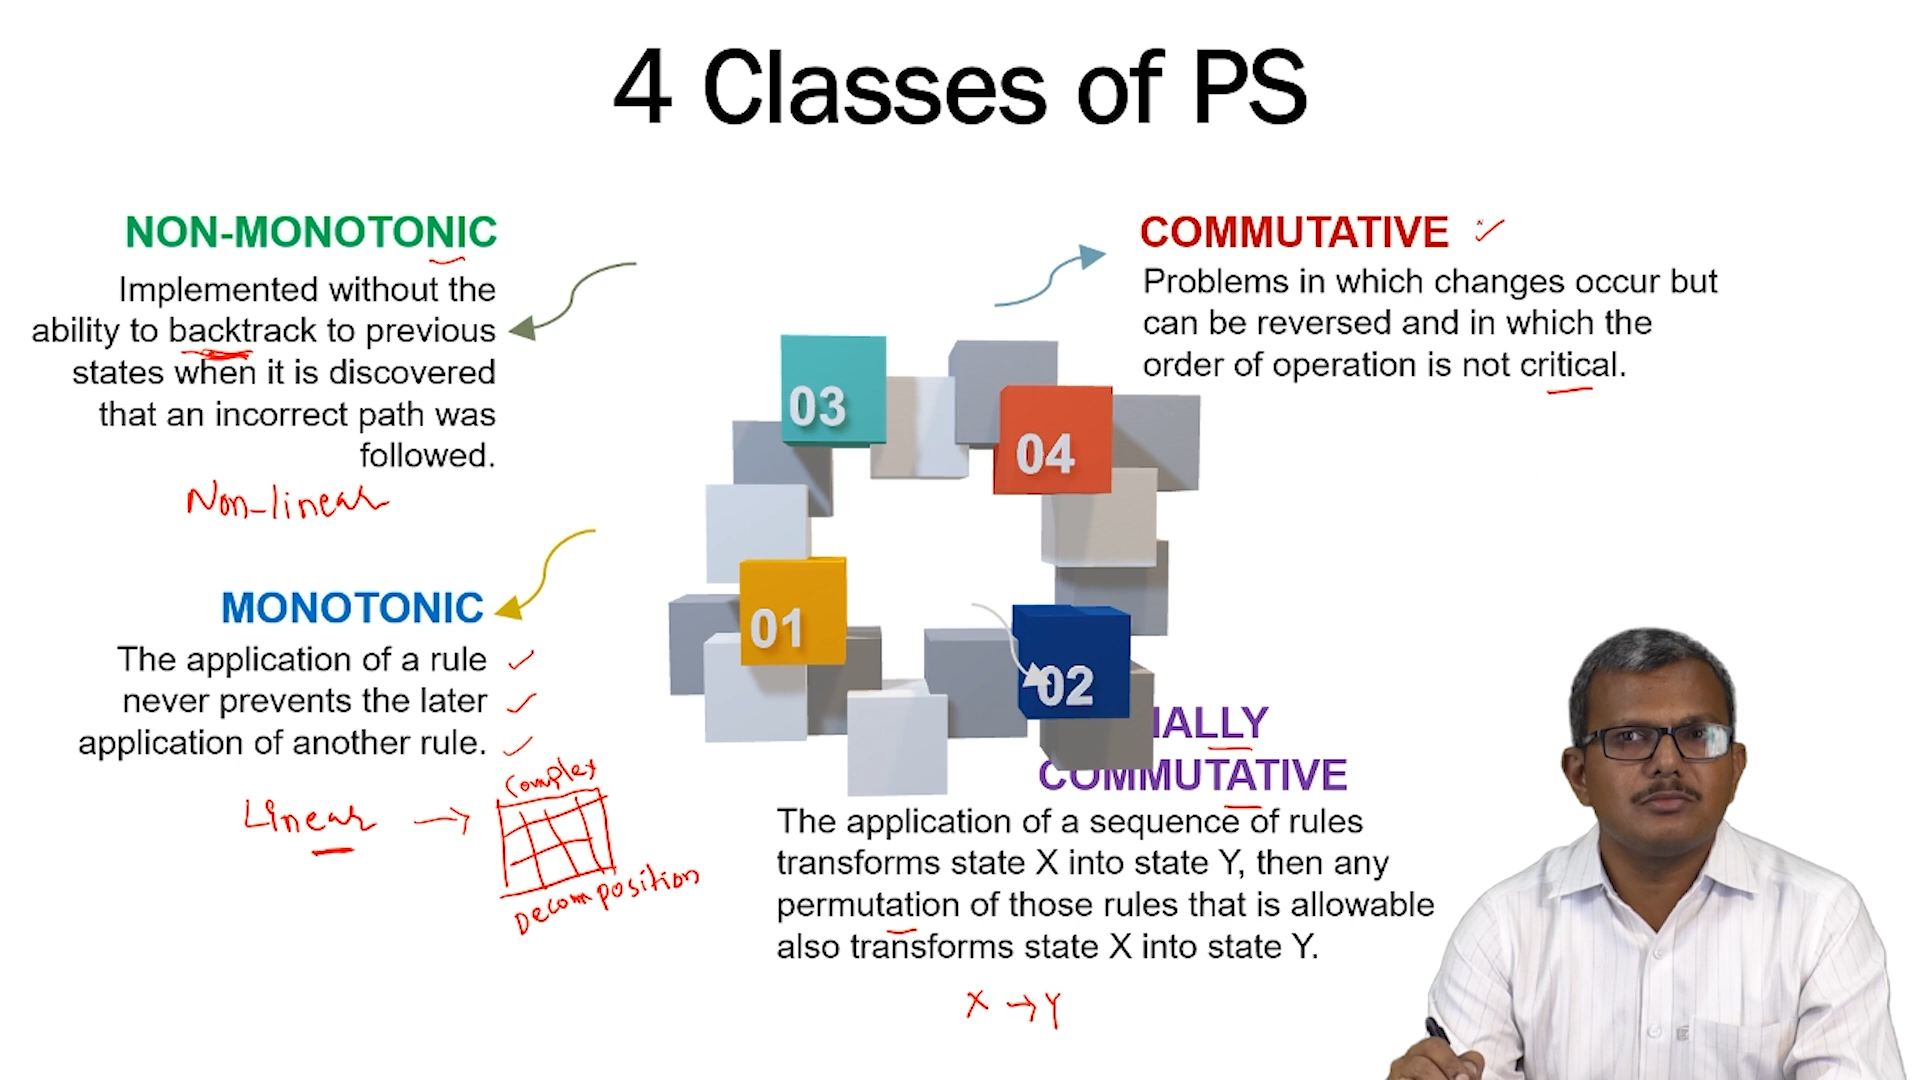 4 Classes of PS
NON-MONOTONIC
Implemented without the
ability to backtrack to previous
states when it is discovered
that an incorrect path was
followed.
Non-linear
MONOTONIC
The application of a rule
never prevents the later
application of another rule.
Linear → Complex
Decomposition
03
04
01
02
COMMUTATIVE
Problems in which changes occur but
can be reversed and in which the
order of operation is not critical.
IALLY
COMMUTATIVE
The application of a sequence of rules
transforms state X into state Y, then any
permutation of those rules that is allowable
also transforms state X into state Y.
X → Y